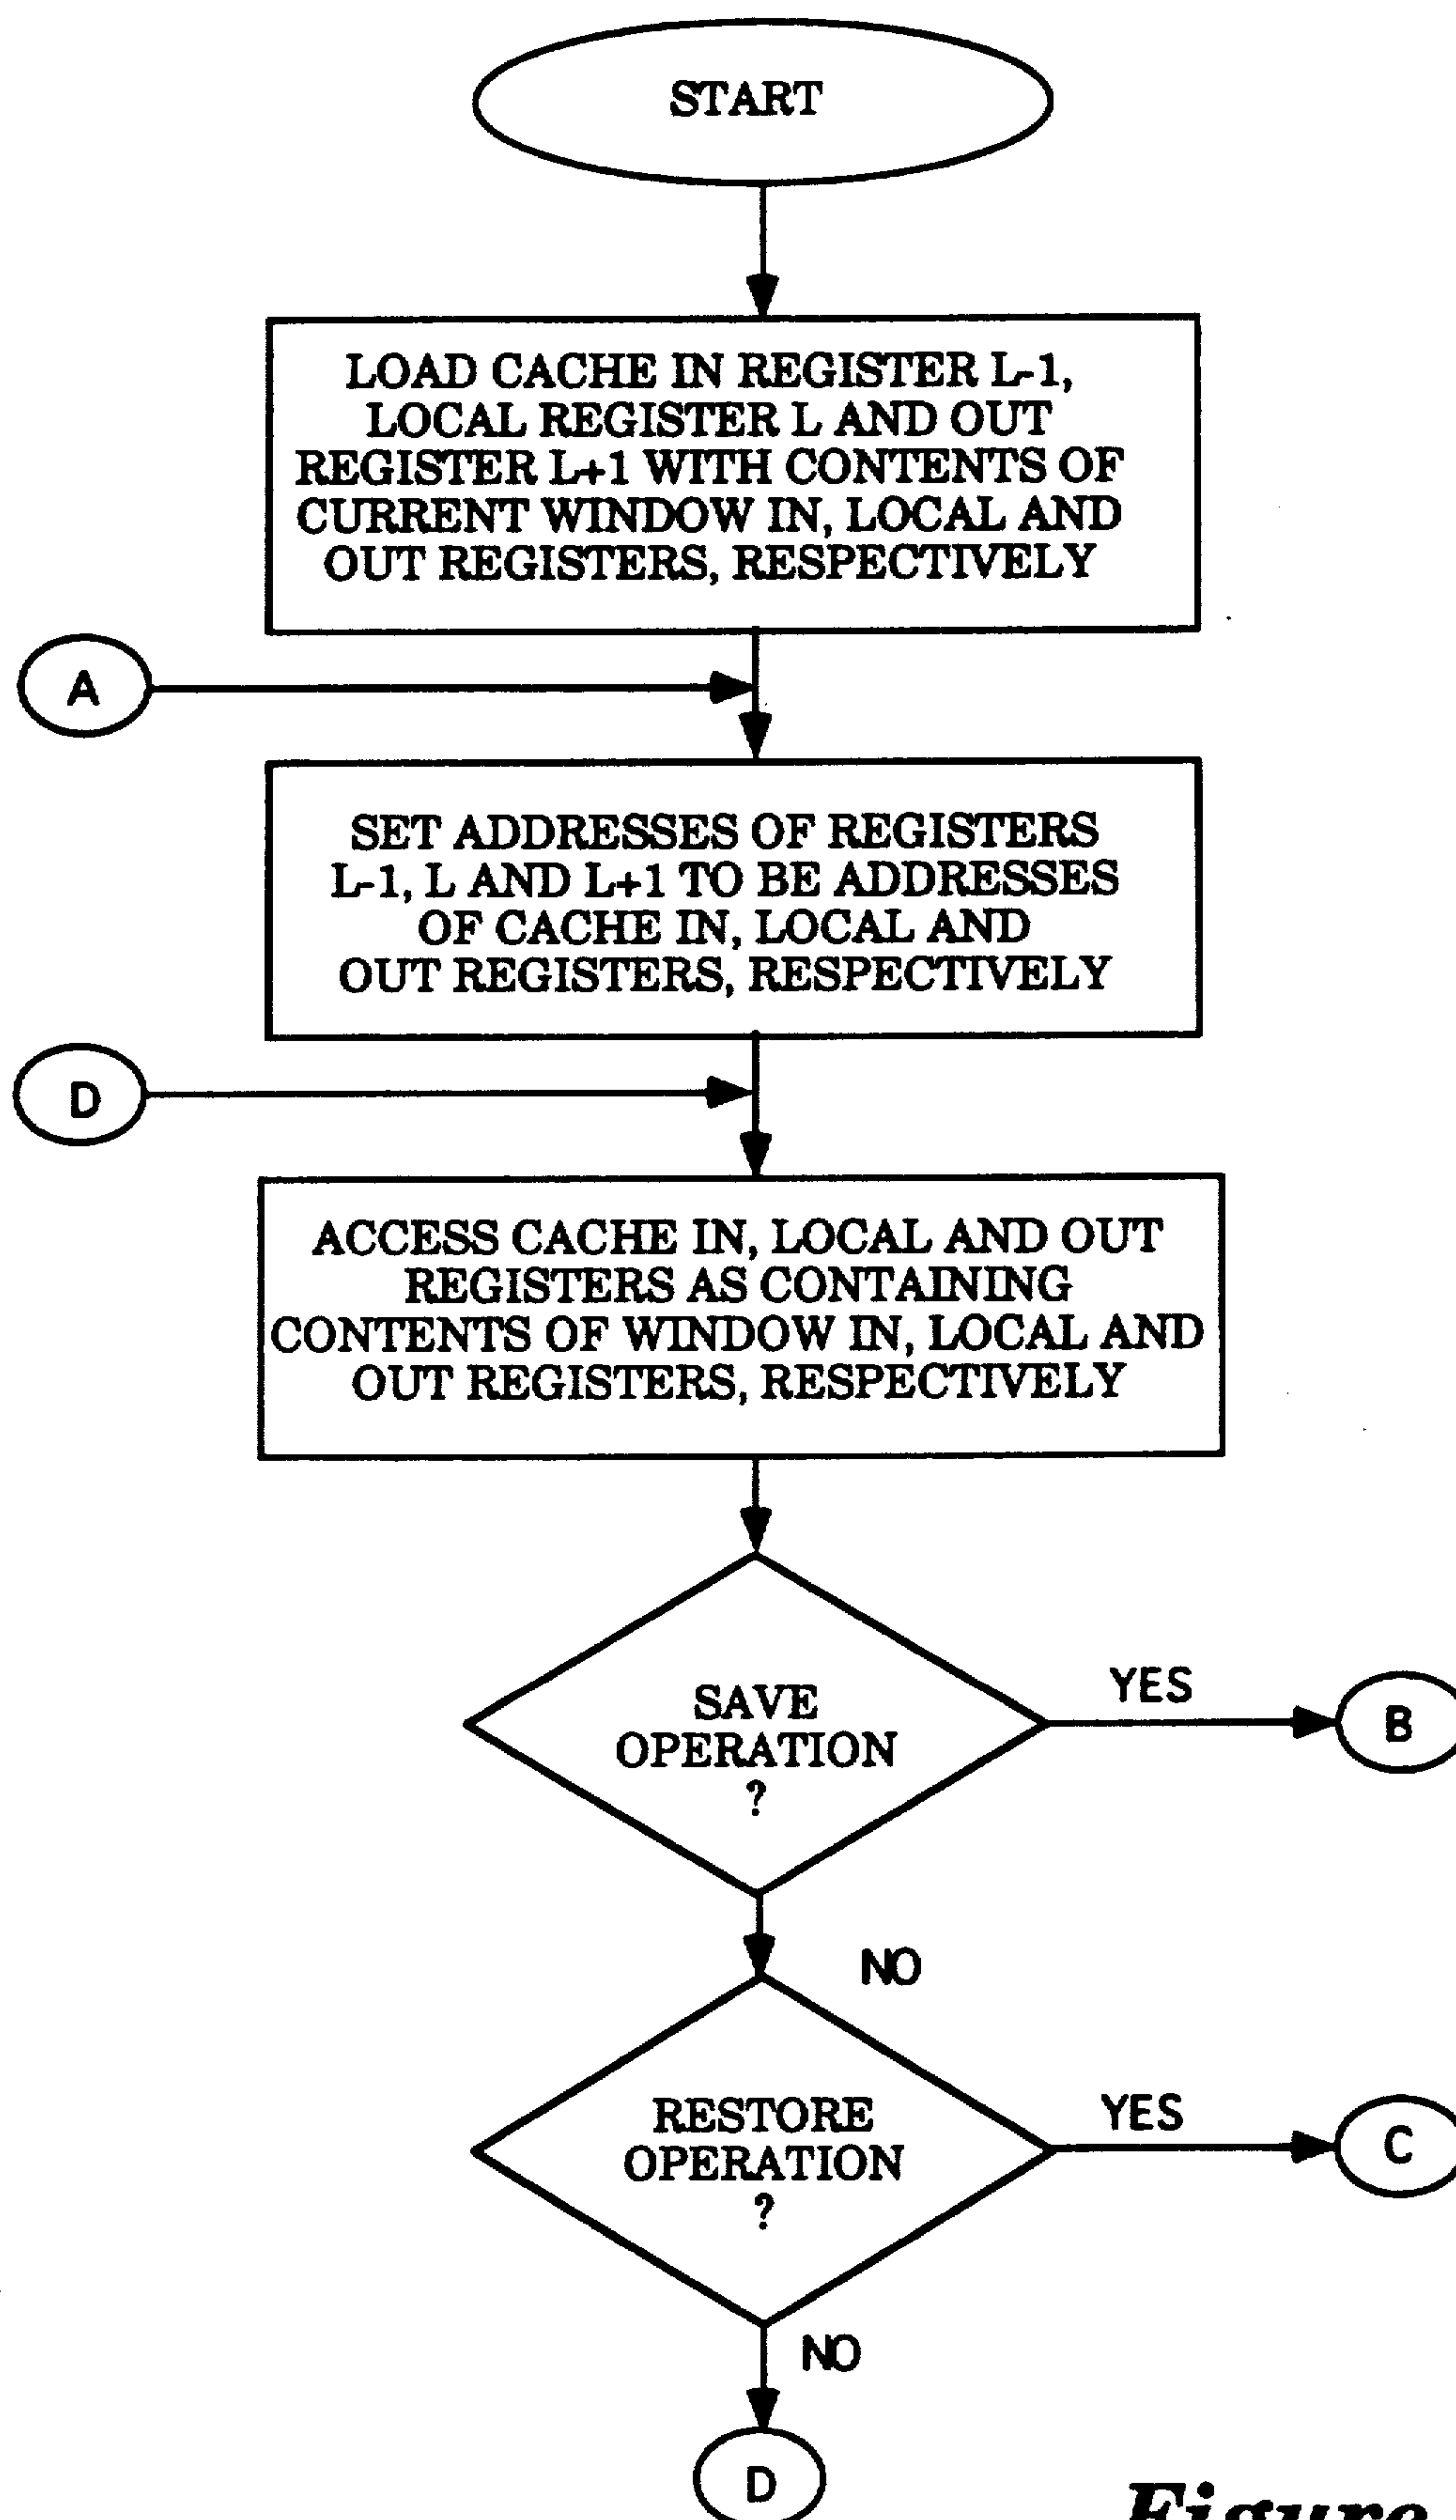 START
LOAD CACHE IN REGISTER L-1,
LOCAL REGISTER L AND OUT
REGISTER L+1 WITH CONTENTS OF
CURRENT WINDOW IN, LOCAL AND
OUT REGISTERS, RESPECTIVELY
A
SET ADDRESSES OF REGISTERS
L-1, L AND L+1 TO BE ADDRESSES
OF CACHE IN, LOCAL AND
OUT REGISTERS, RESPECTIVELY
D
ACCESS CACHE IN, LOCAL AND OUT
REGISTERS AS CONTAINING
CONTENTS OF WINDOW IN, LOCAL AND
OUT REGISTERS, RESPECTIVELY
SAVE
OPERATION
?
YES
B
NO
RESTORE
OPERATION
?
YES
C
NO
D
Figure